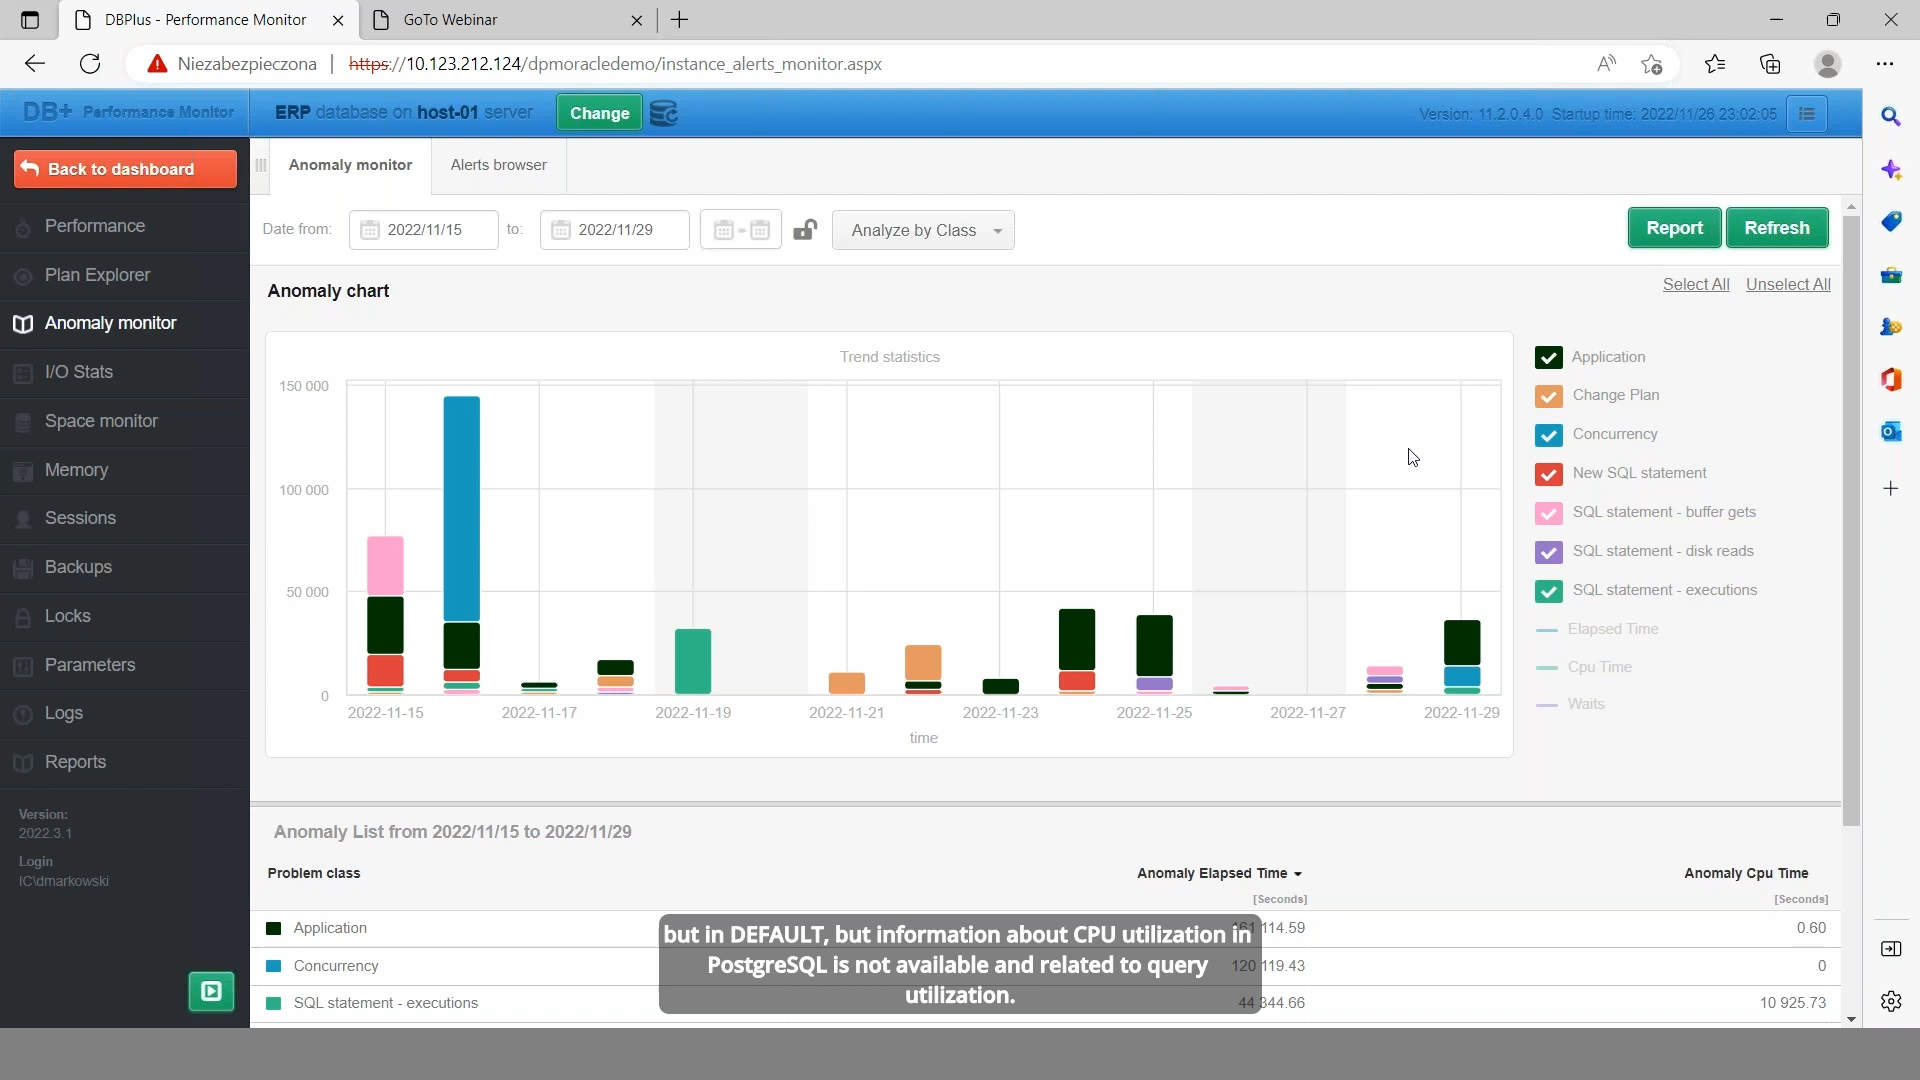 DBPlus - Performance Monitor
GoTo Webinar
Niezabezpieczona
https://10.123.212.124/dpmoracledemo/instance_alerts_monitor.aspx
DB+ Performance Monitor
ERP database on host-01 server
Change
Version: 11.2.0.4.0 Startup time: 2022/11/26 23:02:05
Back to dashboard
Performance
Plan Explorer
Anomaly monitor
I/O Stats
Space monitor
Memory
Sessions
Backups
Locks
Parameters
Logs
Reports
Version:
2022.3.1
Login
IC\dmarkowski
Anomaly monitor
Alerts browser
Date from:
2022/11/15
to:
2022/11/29
Analyze by Class
Report
Refresh
Anomaly chart
Select All
Unselect All
Trend statistics
150 000
100 000
50 000
0
2022-11-15
2022-11-17
2022-11-19
2022-11-21
2022-11-23
2022-11-25
2022-11-27
2022-11-29
time
Application
Change Plan
Concurrency
New SQL statement
SQL statement - buffer gets
SQL statement - disk reads
SQL statement - executions
Elapsed Time
Cpu Time
Waits
Anomaly List from 2022/11/15 to 2022/11/29
Problem class
Anomaly Elapsed Time
[Seconds]
Anomaly Cpu Time
[Seconds]
Application
114.59
0.60
Concurrency
120 119.43
0
SQL statement - executions
44 344.66
10 925.73
but in DEFAULT, but information about CPU utilization in
PostgreSQL is not available and related to query
utilization.